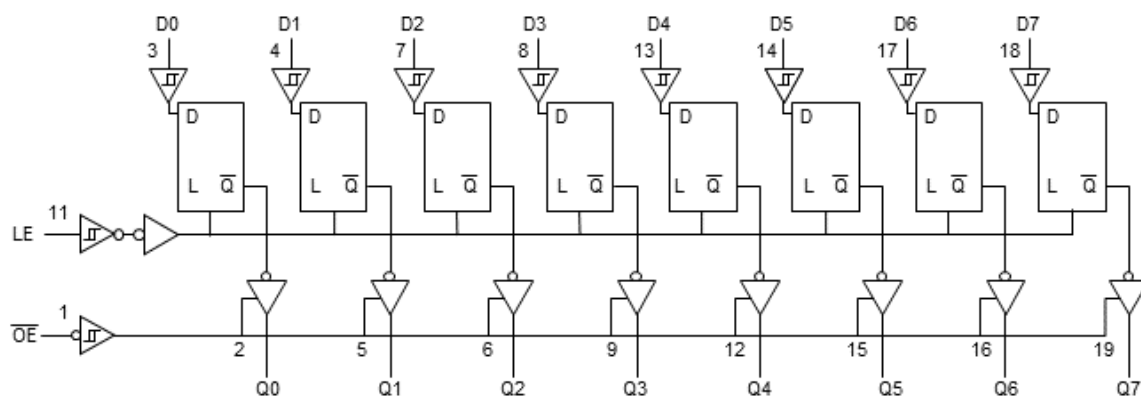 D0 D1 D2 D3 D4 D5 D6 D7
3 4 7 8 13 14 17 18
D D D D D D D D
L Q̅ L Q̅ L Q̅ L Q̅ L Q̅ L Q̅ L Q̅ L Q̅
11
LE
1
O̅E̅
2 5 6 9 12 15 16 19
Q0 Q1 Q2 Q3 Q4 Q5 Q6 Q7